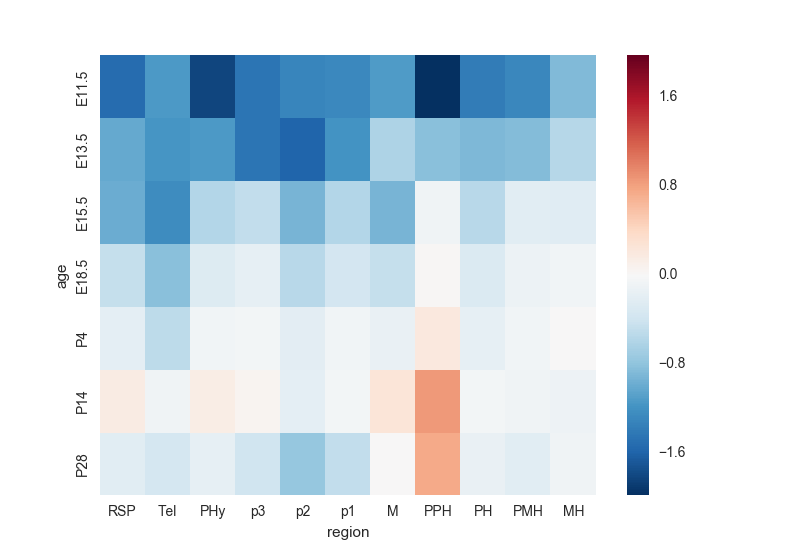 age
E11.5
E13.5
E15.5
E18.5
P4
P14
P28
RSP Tel PHy p3 p2 p1 M PPH PH PMH MH
region
1.6
0.8
0.0
−0.8
−1.6